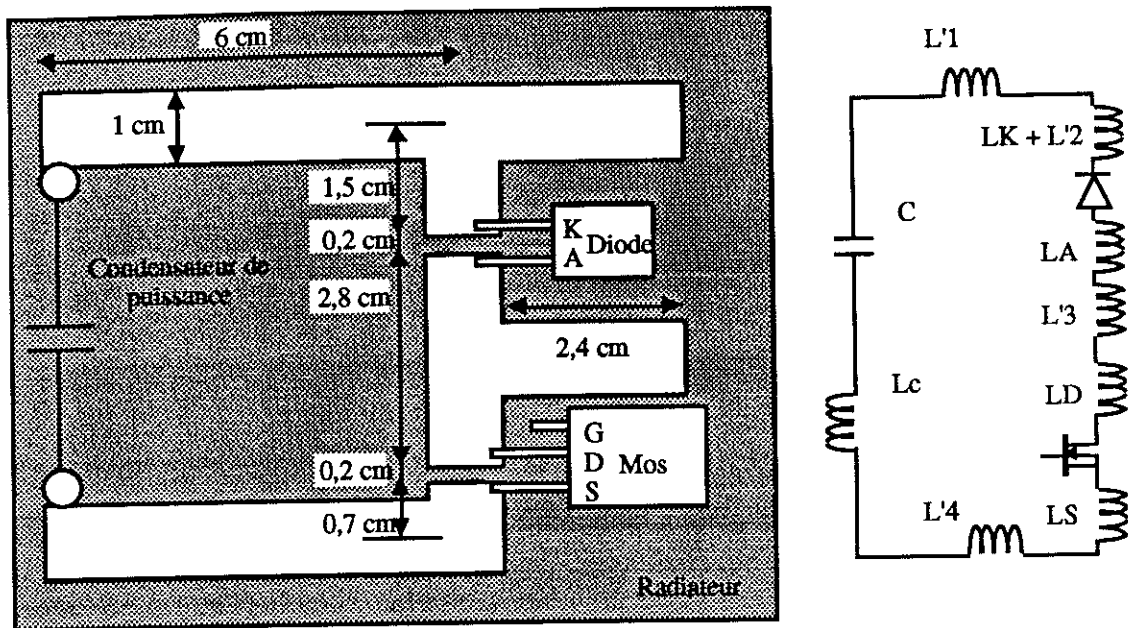 6 cm
1 cm
1,5 cm
0,2 cm
2,8 cm
Condensateur de
puissance
K
A
Diode
2,4 cm
G
D
S
Mos
0,2 cm
0,7 cm
Radiateur
L'1
LK + L'2
C
LA
L'3
Lc
LD
L'4
LS